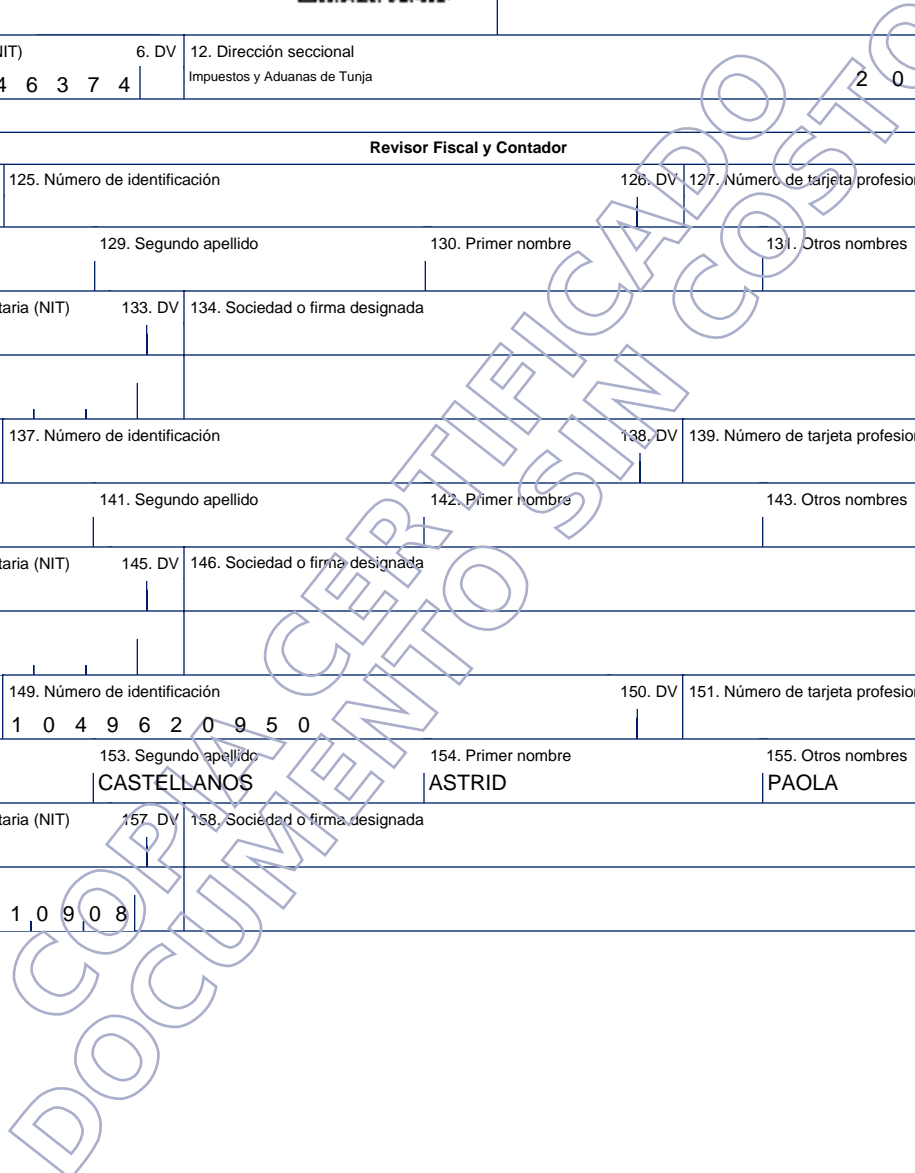 IT) 6. DV 12. Dirección seccional
4 6 3 7 4 Impuestos y Aduanas de Tunja 2 0
Revisor Fiscal y Contador
125. Número de identificación 126. DV 127. Número de tarjeta profesion
129. Segundo apellido 130. Primer nombre 131. Otros nombres
taria (NIT) 133. DV 134. Sociedad o firma designada
137. Número de identificación 138. DV 139. Número de tarjeta profesion
141. Segundo apellido 142. Primer nombre 143. Otros nombres
taria (NIT) 145. DV 146. Sociedad o firma designada
149. Número de identificación 150. DV 151. Número de tarjeta profesion
1 0 4 9 6 2 0 9 5 0
153. Segundo apellido 154. Primer nombre 155. Otros nombres
CASTELLANOS ASTRID PAOLA
taria (NIT) 157. DV 158. Sociedad o firma designada
1 0 9 0 8
COPIA CERTIFICADO
DOCUMENTO SIN COSTO